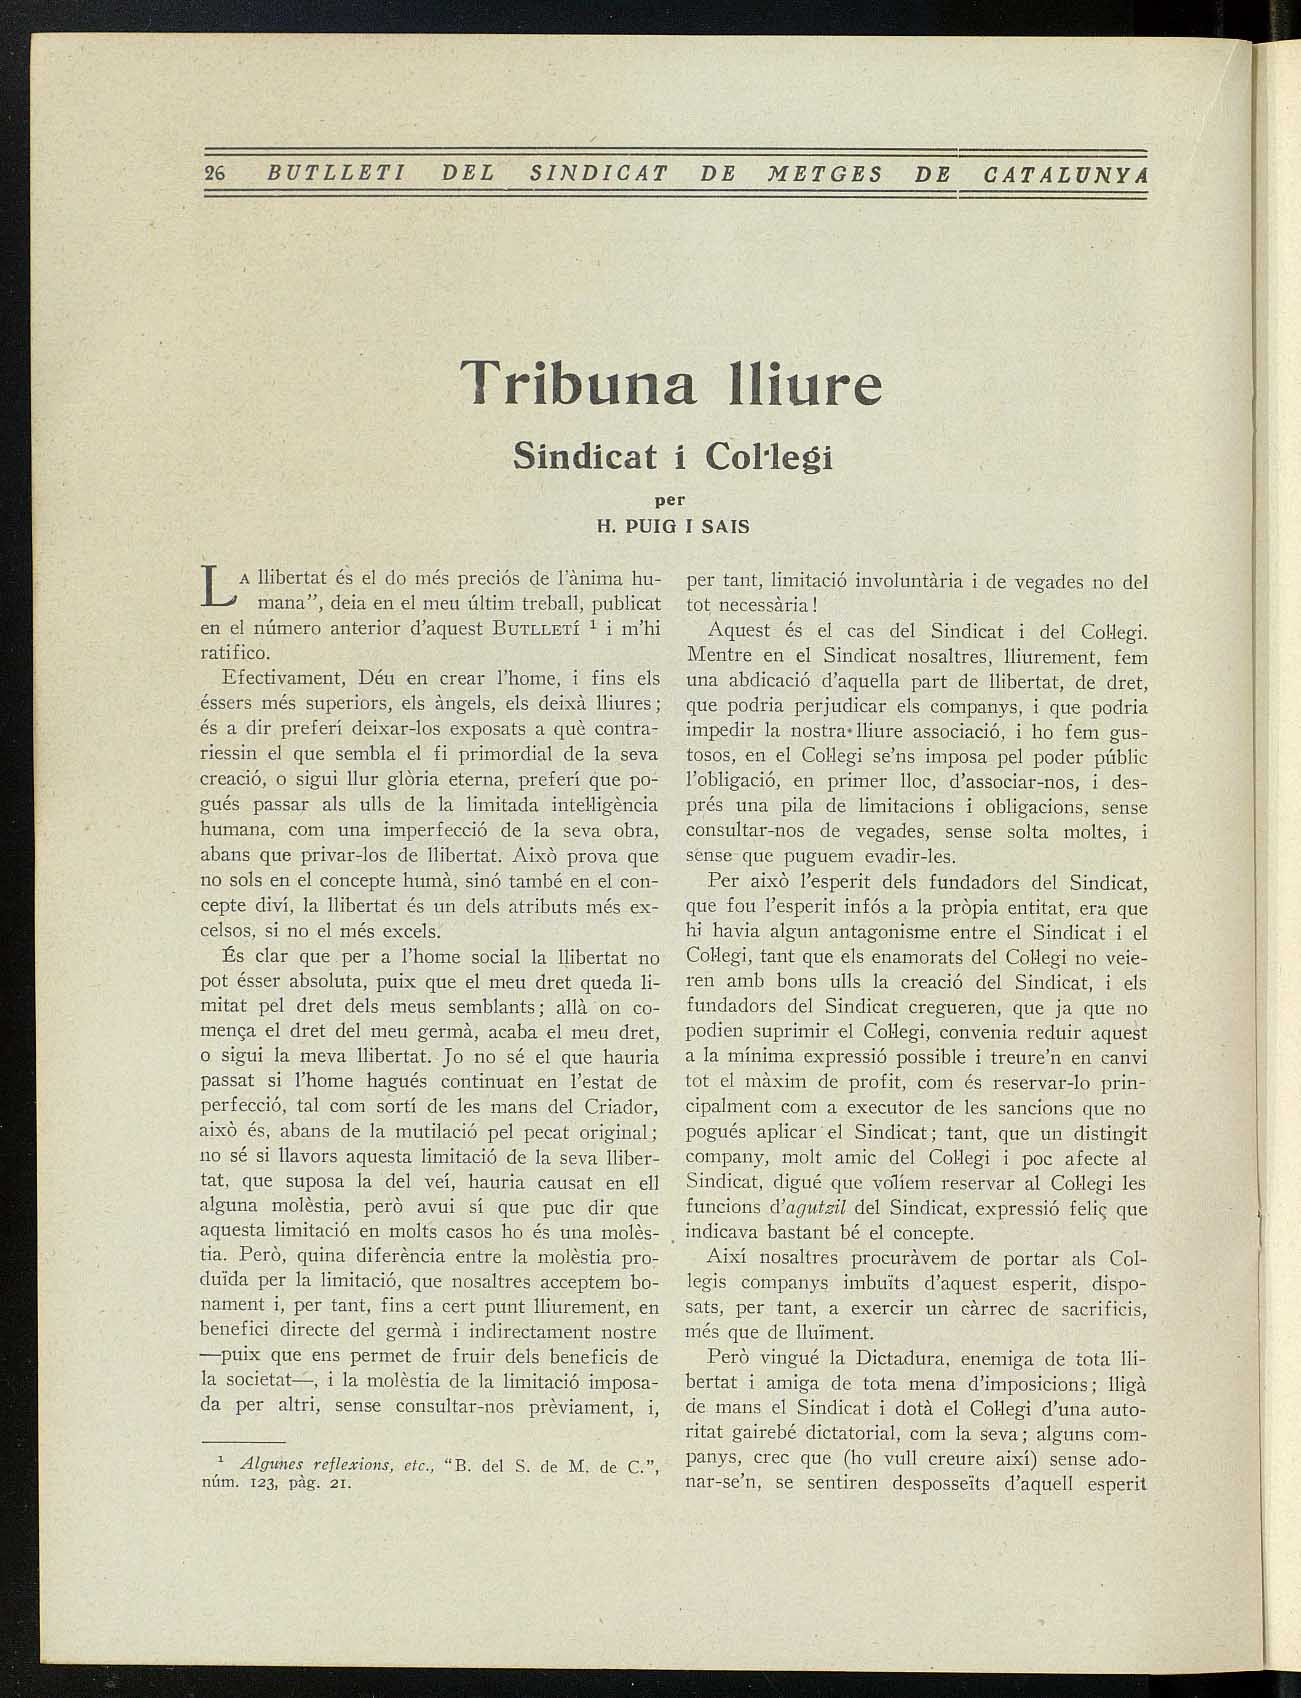 26 BUTLLETI DEL SINDICAT DE METGES DE CATALUNYA
Tribuna lliure
Sindicat i Col·legi
per
H. PUIG I SAIS
LA llibertat és el do més preciós de l'ànima hu-
mana”, deia en el meu últim treball, publicat
en el número anterior d'aquest BUTLLETÍ ¹ i m'hi
ratifico.
Efectivament, Déu en crear l'home, i fins els
éssers més superiors, els àngels, els deixà lliures;
és a dir preferí deixar-los exposats a què contra-
riessin el que sembla el fi primordial de la seva
creació, o sigui llur glòria eterna, preferí que po-
gués passar als ulls de la limitada intel·ligència
humana, com una imperfecció de la seva obra,
abans que privar-los de llibertat. Això prova que
no sols en el concepte humà, sinó també en el con-
cepte diví, la llibertat és un dels atributs més ex-
celsos, si no el més excels.
És clar que per a l'home social la llibertat no
pot ésser absoluta, puix que el meu dret queda li-
mitat pel dret dels meus semblants; allà on co-
mença el dret del meu germà, acaba el meu dret,
o sigui la meva llibertat. Jo no sé el que hauria
passat si l'home hagués continuat en l'estat de
perfecció, tal com sortí de les mans del Criador,
això és, abans de la mutilació pel pecat original;
no sé si llavors aquesta limitació de la seva lliber-
tat, que suposa la del veí, hauria causat en ell
alguna molèstia, però avui sí que puc dir que
aquesta limitació en molts casos ho és una molès-
tia. Però, quina diferència entre la molèstia pro-
duïda per la limitació, que nosaltres acceptem bo-
nament i, per tant, fins a cert punt lliurement, en
benefici directe del germà i indirectament nostre
—puix que ens permet de fruir dels beneficis de
la societat—, i la molèstia de la limitació imposa-
da per altri, sense consultar-nos prèviament, i,
¹ Algunes reflexions, etc., “B. del S. de M. de C.”,
núm. 123, pàg. 21.
per tant, limitació involuntària i de vegades no del
tot necessària!
Aquest és el cas del Sindicat i del Col·legi.
Mentre en el Sindicat nosaltres, lliurement, fem
una abdicació d'aquella part de llibertat, de dret,
que podria perjudicar els companys, i que podria
impedir la nostra lliure associació, i ho fem gus-
tosos, en el Col·legi se'ns imposa pel poder públic
l'obligació, en primer lloc, d'associar-nos, i des-
prés una pila de limitacions i obligacions, sense
consultar-nos de vegades, sense solta moltes, i
sense que puguem evadir-les.
Per això l'esperit dels fundadors del Sindicat,
que fou l'esperit infós a la pròpia entitat, era que
hi havia algun antagonisme entre el Sindicat i el
Col·legi, tant que els enamorats del Col·legi no veie-
ren amb bons ulls la creació del Sindicat, i els
fundadors del Sindicat cregueren, que ja que no
podien suprimir el Col·legi, convenia reduir aquest
a la mínima expressió possible i treure'n en canvi
tot el màxim de profit, com és reservar-lo prin-
cipalment com a executor de les sancions que no
pogués aplicar el Sindicat; tant, que un distingit
company, molt amic del Col·legi i poc afecte al
Sindicat, digué que volíem reservar al Col·legi les
funcions d'agutzil del Sindicat, expressió feliç que
indicava bastant bé el concepte.
Així nosaltres procuràvem de portar als Col-
legis companys imbuïts d'aquest esperit, dispo-
sats, per tant, a exercir un càrrec de sacrificis,
més que de lluïment.
Però vingué la Dictadura, enemiga de tota lli-
bertat i amiga de tota mena d'imposicions; lligà
de mans el Sindicat i dotà el Col·legi d'una auto-
ritat gairebé dictatorial, com la seva; alguns com-
panys, crec que (ho vull creure així) sense ado-
nar-se'n, se sentiren desposseïts d'aquell esperit